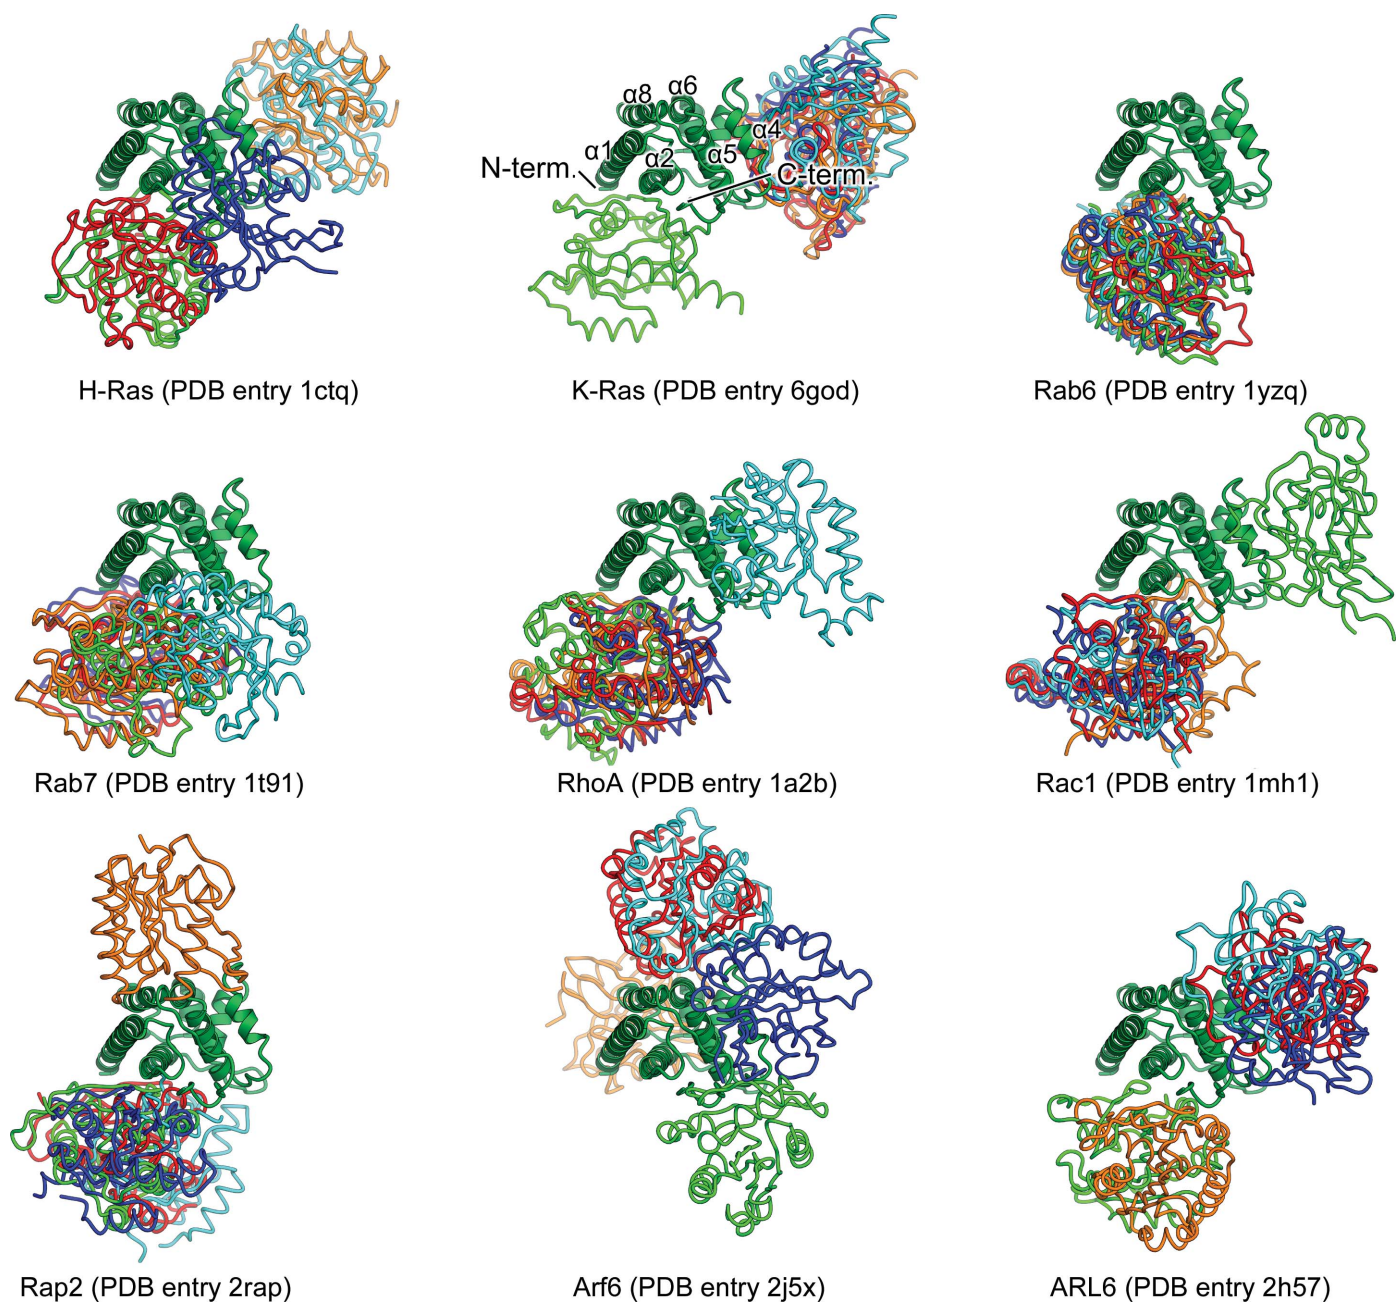 α8
α6
α4
α1
α2
α5
N-term.
C-term.
H-Ras (PDB entry 1ctq)
K-Ras (PDB entry 6god)
Rab6 (PDB entry 1yzq)
Rab7 (PDB entry 1t91)
RhoA (PDB entry 1a2b)
Rac1 (PDB entry 1mh1)
Rap2 (PDB entry 2rap)
Arf6 (PDB entry 2j5x)
ARL6 (PDB entry 2h57)